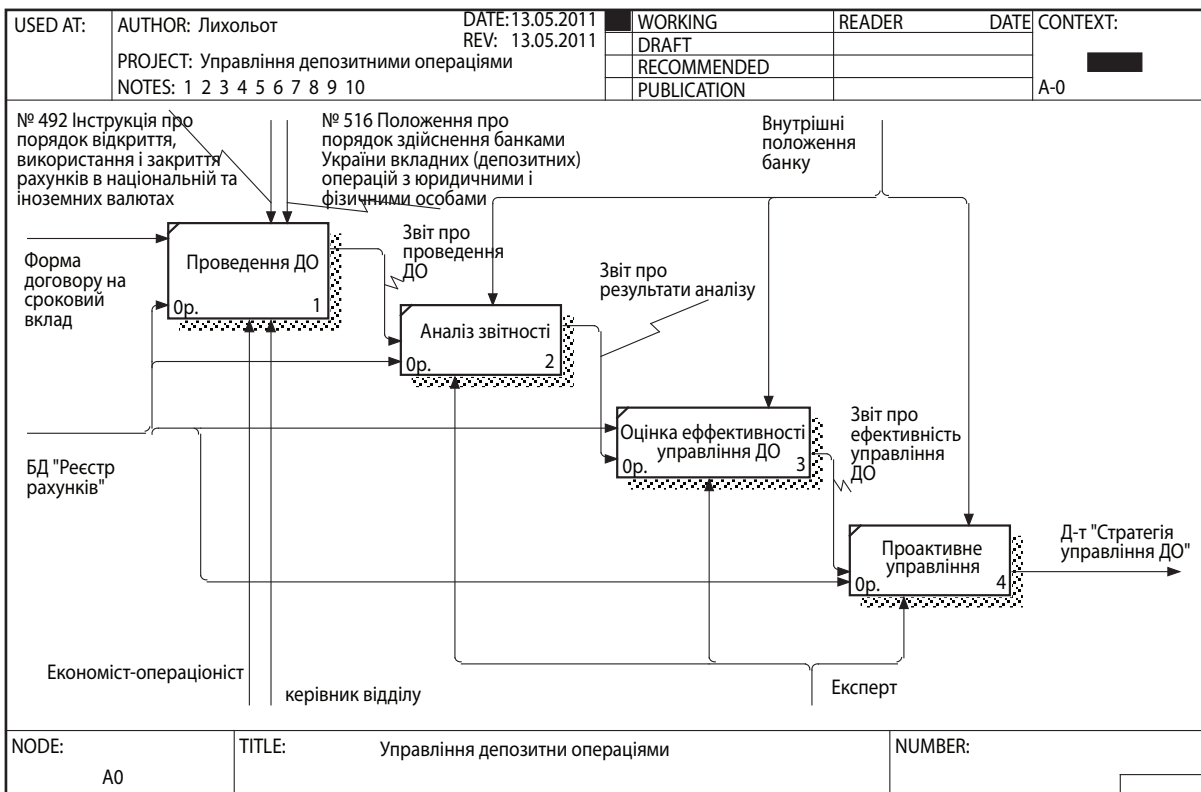 USED AT:
AUTHOR: Лихольот
DATE: 13.05.2011
REV: 13.05.2011
PROJECT: Управління депозитними операціями
NOTES: 1 2 3 4 5 6 7 8 9 10
WORKING
DRAFT
RECOMMENDED
PUBLICATION
READER DATE
CONTEXT:
A-0
№ 492 Інструкція про
порядок відкриття,
використання і закриття
рахунків в національній та
іноземних валютах
№ 516 Положення про
порядок здійснення банками
України вкладних (депозитних)
операцій з юридичними і
фізичними особами
Внутрішні
положення
банку
Форма
договору на
сроковий
вклад
Проведення ДО
0р. 1
Звіт про
проведення
ДО
Аналіз звітності
0р. 2
Звіт про
результати аналізу
Оцінка еффективності
управління ДО
0р. 3
Звіт про
ефективність
управління
ДО
БД "Реєстр
рахунків"
Проактивне
управління
0р. 4
Д-т "Стратегія
управління ДО"
Економіст-операціоніст
керівник відділу
Експерт
NODE:
A0
TITLE:
Управління депозитни операціями
NUMBER: